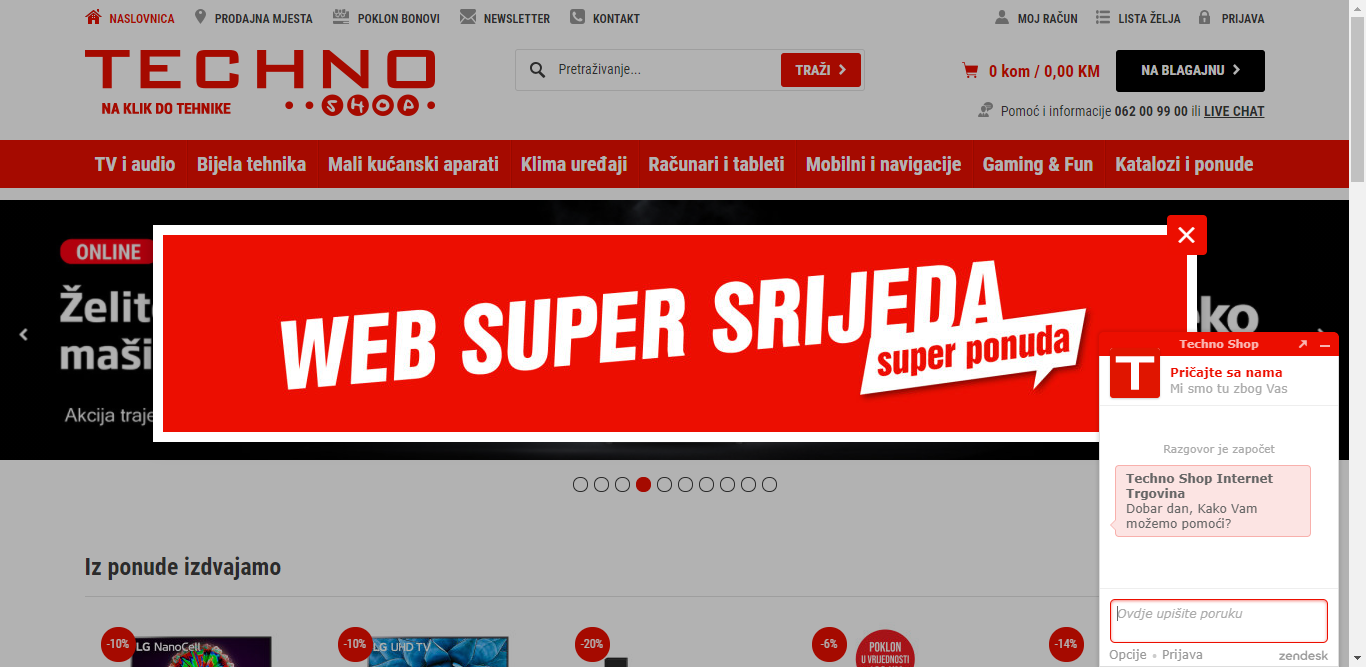 NASLOVNICA
PRODAJNA MJESTA
POKLON BONOVI
NEWSLETTER
KONTAKT
MOJ RAČUN
LISTA ŽELJA
PRIJAVA
TECHNO
SHOP
NA KLIK DO TEHNIKE
Pretraživanje...
TRAŽI
0 kom / 0,00 KM
NA BLAGAJNU
Pomoć i informacije 062 00 99 00 ili LIVE CHAT
TV i audio
Bijela tehnika
Mali kućanski aparati
Klima uređaji
Računari i tableti
Mobilni i navigacije
Gaming & Fun
Katalozi i ponude
ONLINE
Želit
maši
Akcija traje
WEB SUPER SRIJEDA
super ponuda
eko
Techno Shop
T
Pričajte sa nama
Mi smo tu zbog Vas
Razgovor je započet
Techno Shop Internet
Trgovina
Dobar dan, Kako Vam
možemo pomoći?
Ovdje upišite poruku
Opcije • Prijava
zendesk
Iz ponude izdvajamo
-10%
LG NanoCell
-10%
LG UHD TV
-20%
-6%
POKLON
U VRIJEDNOSTI
-14%